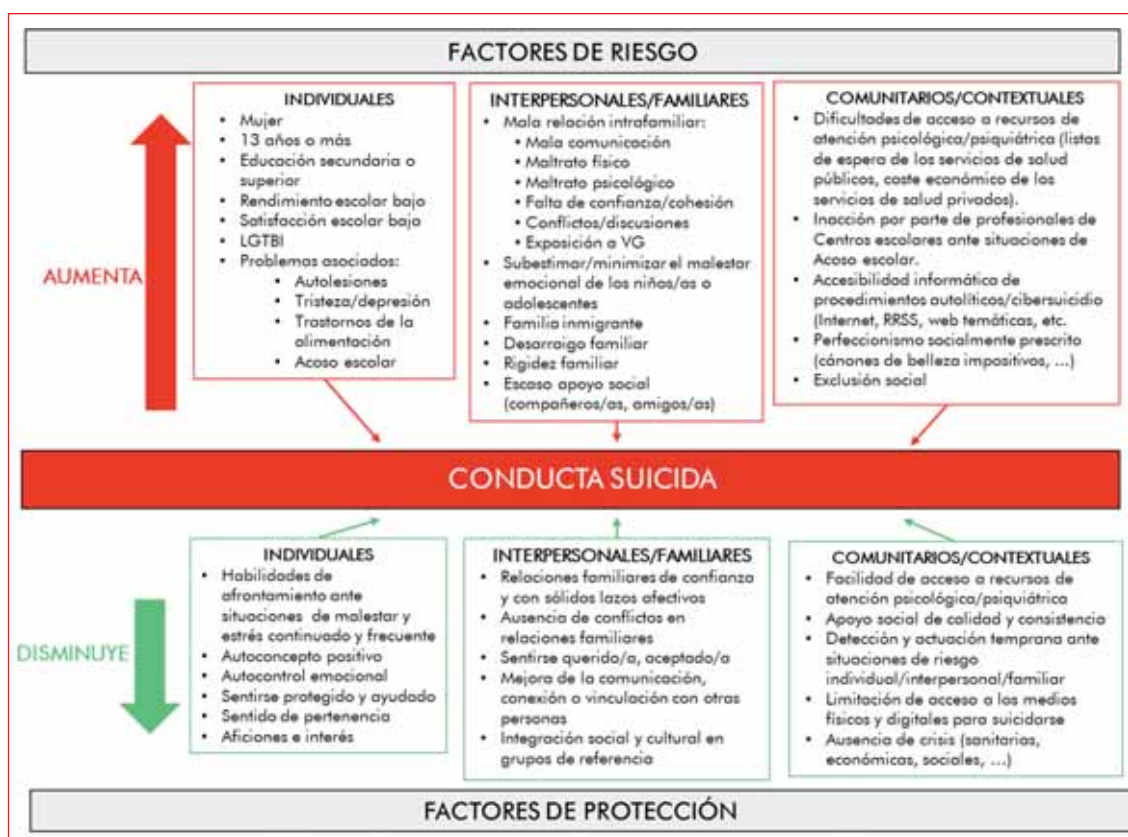 FACTORES DE RIESGO
AUMENTA
INDIVIDUALES
• Mujer
• 13 años o más
• Educación secundaria o
superior
• Rendimiento escolar bajo
• Satisfacción escolar bajo
• LGTBI
• Problemas asociados:
• Autolesiones
• Tristeza/depresión
• Trastornos de la
alimentación
• Acoso escolar
INTERPERSONALES/FAMILIARES
• Mala relación intrafamiliar:
• Mala comunicación
• Maltrato físico
• Maltrato psicológico
• Falta de confianza/cohesión
• Conflictos/discusiones
• Exposición a VG
• Subestimar/minimizar el malestar
emocional de los niños/as o
adolescentes
• Familia inmigrante
• Desarraigo familiar
• Rigidez familiar
• Escaso apoyo social
(compañeros/as, amigos/as)
COMUNITARIOS/CONTEXTUALES
• Dificultades de acceso a recursos de
atención psicológica/psiquiátrica (listas
de espera de los servicios de salud
públicos, coste económico de los
servicios de salud privados).
• Inacción por parte de profesionales de
Centros escolares ante situaciones de
Acoso escolar.
• Accesibilidad informática de
procedimientos autolíticos/cibersuicidio
(Internet, RRSS, web temáticas, etc.
• Perfeccionismo socialmente prescrito
(cánones de belleza impositivos, ...)
• Exclusión social
CONDUCTA SUICIDA
DISMINUYE
INDIVIDUALES
• Habilidades de
afrontamiento ante
situaciones de malestar y
estrés continuado y frecuente
• Autoconcepto positivo
• Autocontrol emocional
• Sentirse protegido y ayudado
• Sentido de pertenencia
• Aficiones e interés
INTERPERSONALES/FAMILIARES
• Relaciones familiares de confianza
y con sólidos lazos afectivos
• Ausencia de conflictos en
relaciones familiares
• Sentirse querido/a, aceptado/a
• Mejora de la comunicación,
conexión o vinculación con otras
personas
• Integración social y cultural en
grupos de referencia
COMUNITARIOS/CONTEXTUALES
• Facilidad de acceso a recursos de
atención psicológica/psiquiátrica
• Apoyo social de calidad y consistencia
• Detección y actuación temprana ante
situaciones de riesgo
individual/interpersonal/familiar
• Limitación de acceso a los medios
físicos y digitales para suicidarse
• Ausencia de crisis (sanitarias,
económicas, sociales, ...)
FACTORES DE PROTECCIÓN